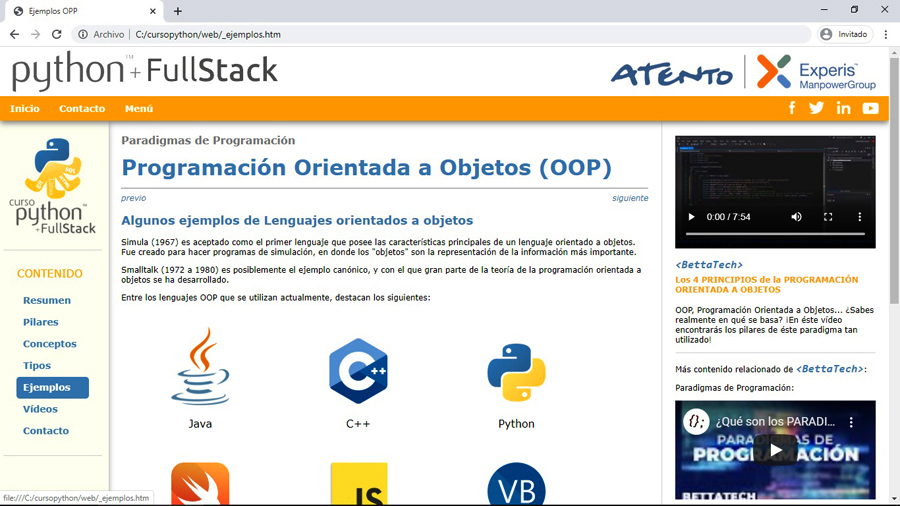 Ejemplos OPP
Archivo | C:/cursopython/web/_ejemplos.htm
Invitado
python™ + FullStack
ATENTO
Experis™
ManpowerGroup
Inicio Contacto Menú
curso
python™
+FullStack
CONTENIDO
Resumen
Pilares
Conceptos
Tipos
Ejemplos
Vídeos
Contacto
Paradigmas de Programación
Programación Orientada a Objetos (OOP)
previo siguiente
Algunos ejemplos de Lenguajes orientados a objetos
Simula (1967) es aceptado como el primer lenguaje que posee las características principales de un lenguaje orientado a objetos.
Fue creado para hacer programas de simulación, en donde los "objetos" son la representación de la información más importante.
Smalltalk (1972 a 1980) es posiblemente el ejemplo canónico, y con el que gran parte de la teoría de la programación orientada a
objetos se ha desarrollado.
Entre los lenguajes OOP que se utilizan actualmente, destacan los siguientes:
C++
Java C++ Python
JS
VB
0:00 / 7:54
<BettaTech>
Los 4 PRINCIPIOS de la PROGRAMACIÓN
ORIENTADA A OBJETOS
OOP, Programación Orientada a Objetos... ¿Sabes
realmente en qué se basa? ¡En éste vídeo
encontrarás los pilares de éste paradigma tan
utilizado!
Más contenido relacionado de <BettaTech>:
Paradigmas de Programación:
{};
¿Qué son los PARADI...
PARADIGMAS DE
PROGRAMACIÓN
BETTATECH
file:///C:/cursopython/web/_ejemplos.htm